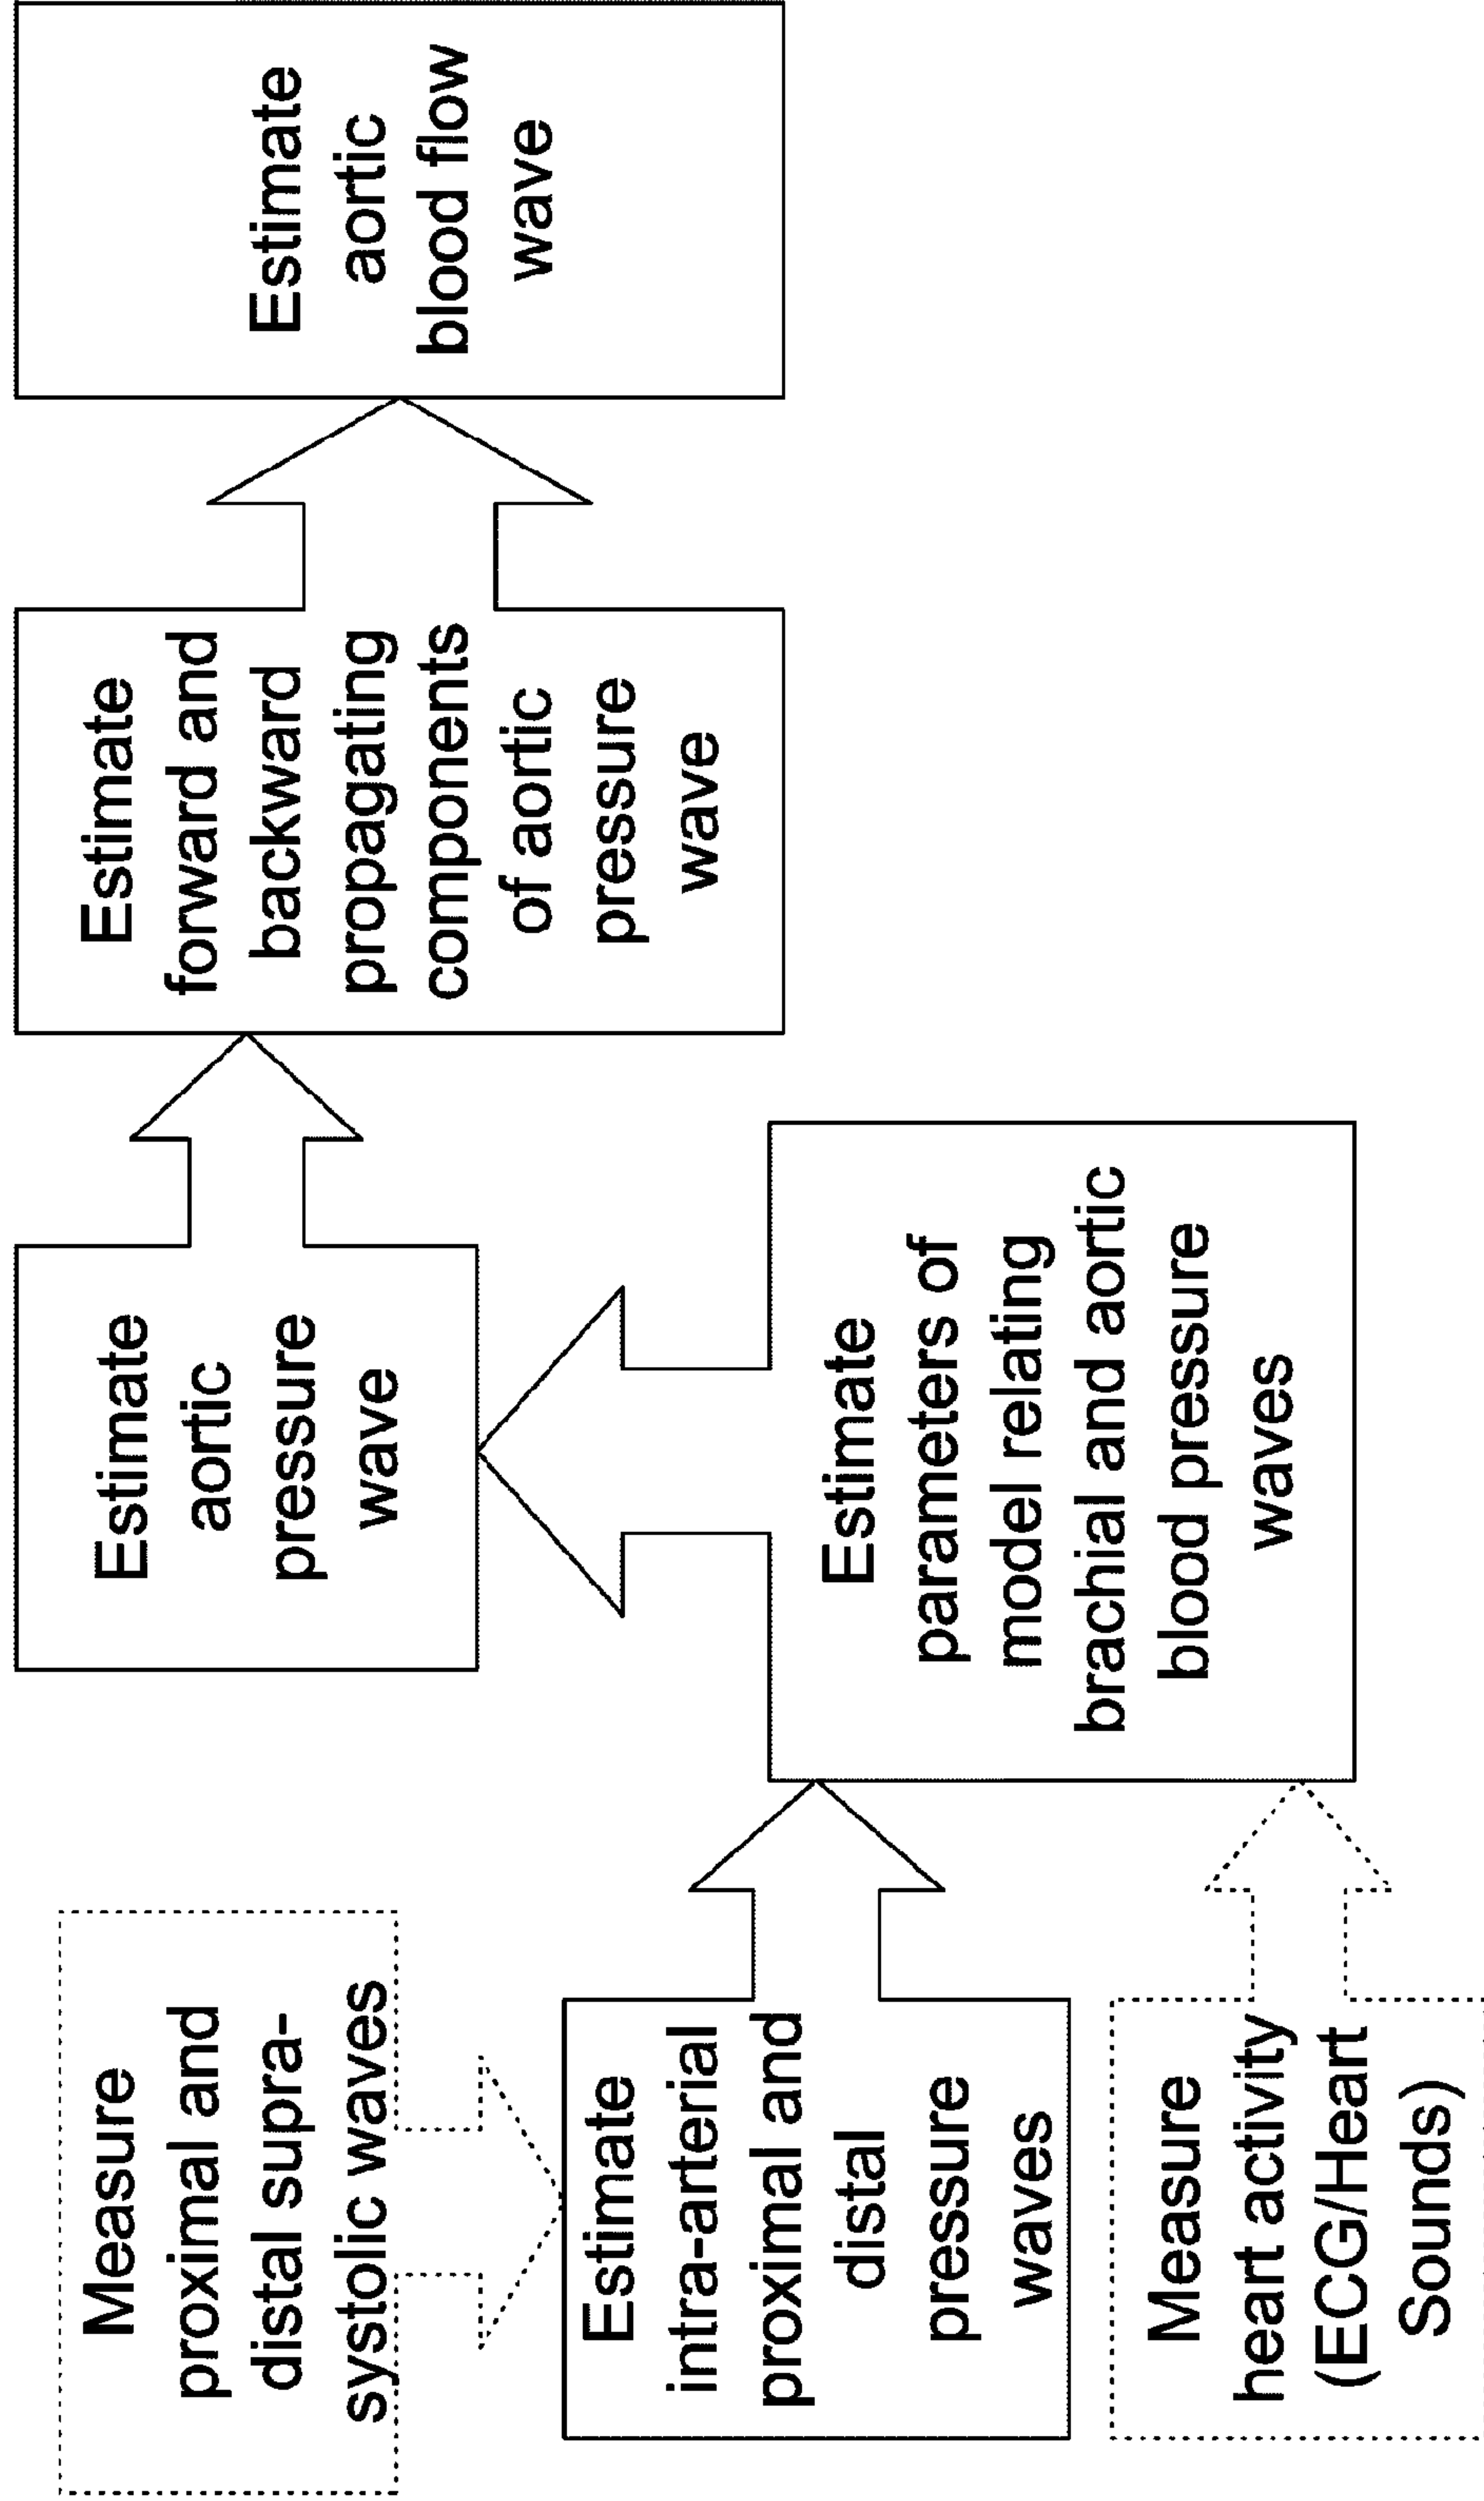 Measure
proximal and
distal supra-
systolic waves
Estimate
intra-arterial
proximal and
distal
pressure
waves
Measure
heart activity
(ECG/Heart
Sounds)
Estimate
parameters of
model relating
brachial and aortic
blood pressure
waves
Estimate
aortic
pressure
wave
Estimate
forward and
backward
propagating
components
of aortic
pressure
wave
Estimate
aortic
blood flow
wave